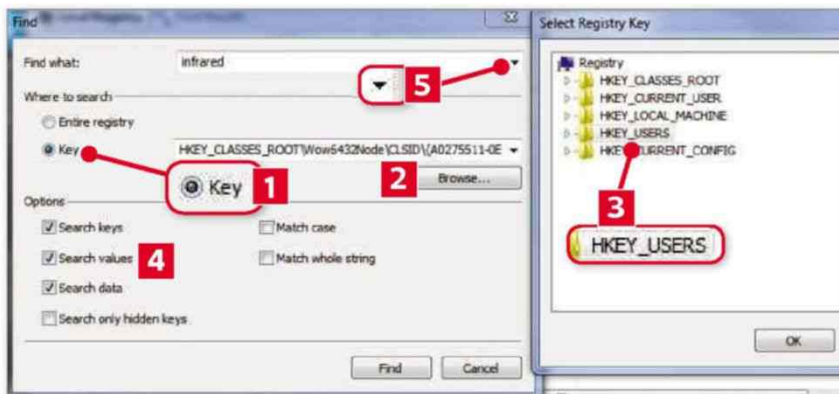 Find
Find what:
infrared
5
Where to search
Entire registry
Key
HKEY_CLASSES_ROOT\Wow6432Node\CLSID\{A0275511-0E
Key
1
2
Browse...
Options
Search keys
Match case
Search values
4
Match whole string
Search data
Search only hidden keys
Find
Cancel
Select Registry Key
Registry
HKEY_CLASSES_ROOT
HKEY_CURRENT_USER
HKEY_LOCAL_MACHINE
HKEY_USERS
HKEY_CURRENT_CONFIG
3
HKEY_USERS
OK